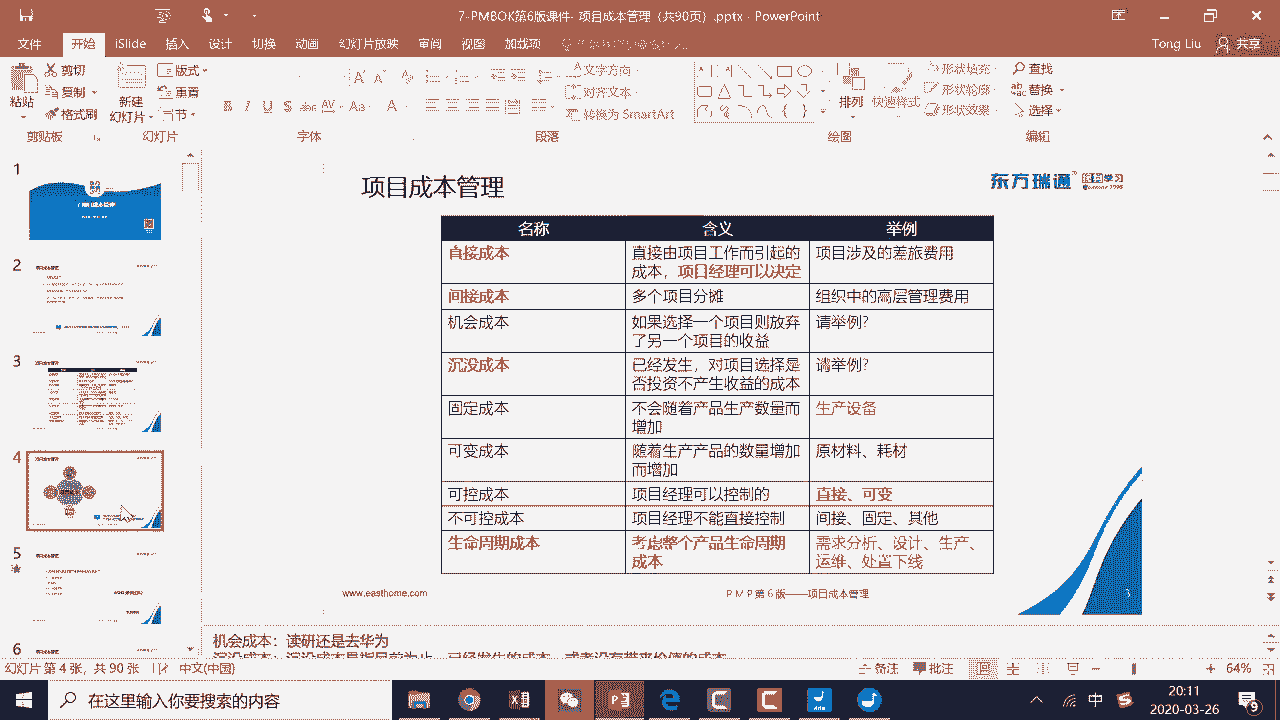 7-PMBOK第6版课件- 项目成本管理（共90页）.pptx - PowerPoint
文件 开始 iSlide 插入 设计 切换 动画 幻灯片放映 审阅 视图 加载项
Tong Liu 共享
粘贴 剪切 复制 格式刷
剪贴板
新建 幻灯片 版式 重置 节
幻灯片
B I U S abc AV Aa A
字体
文字方向
对齐文本
转换为 SmartArt
段落
排列
形状填充
形状轮廓
形状效果
绘图
查找
替换
选择
编辑
1
2
3
4
5
6
项目成本管理
东方瑞通 终身学习
名称 含义 举例
直接成本 直接由项目工作而引起的成本，项目经理可以决定 项目涉及的差旅费用
间接成本 多个项目分摊 组织中的高层管理费用
机会成本 如果选择一个项目则放弃了另一个项目的收益 请举例？
沉没成本 已经发生，对项目选择是否投资不产生收益的成本 请举例？
固定成本 不会随着产品生产数量而增加 生产设备
可变成本 随着生产产品的数量增加而增加 原材料、耗材
可控成本 项目经理可以控制的 直接、可变
不可控成本 项目经理不能直接控制 间接、固定、其他
生命周期成本 考虑整个产品生命周期成本 需求分析、设计、生产、运维、处置下线
www.easthome.com
P M P 第 6 版——项目成本管理
3
机会成本：读研还是去华为
幻灯片 第 4 张，共 90 张 中文(中国)
备注 批注 64%
在这里输入你要搜索的内容
中
20:11
2020-03-26
9